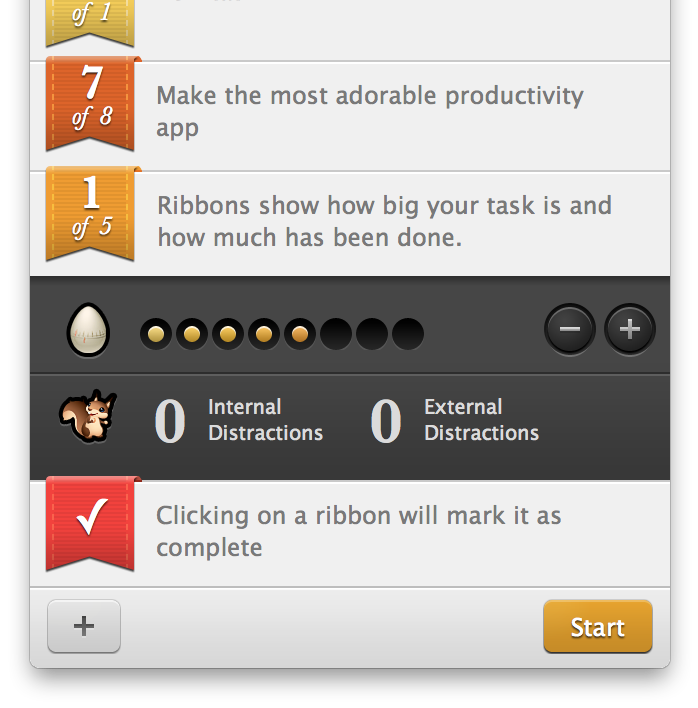 of 1
7
of 8
Make the most adorable productivity
app
1
of 5
Ribbons show how big your task is and
how much has been done.
0
Internal
Distractions
0
External
Distractions
Clicking on a ribbon will mark it as
complete
Start